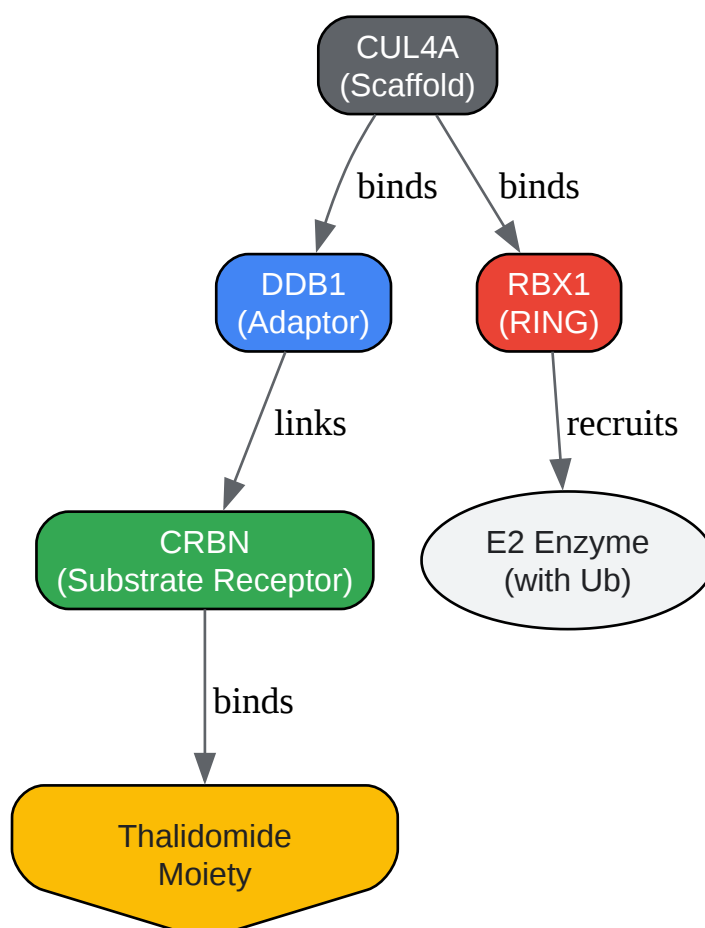 CUL4A
(Scaffold)
binds
binds
DDB1
(Adaptor)
RBX1
(RING)
links
recruits
CRBN
(Substrate Receptor)
E2 Enzyme
(with Ub)
binds
Thalidomide
Moiety